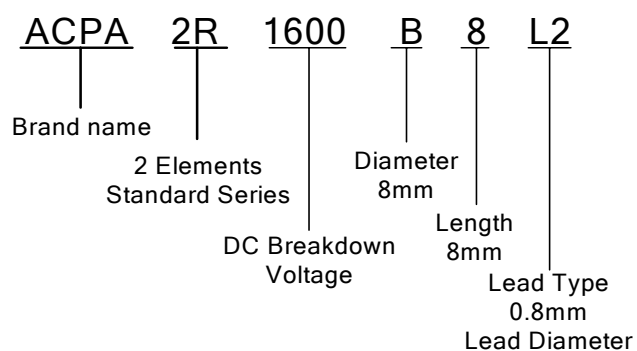 ACPA 2R 1600 B 8 L2
Brand name
2 Elements
Standard Series
DC Breakdown
Voltage
Diameter
8mm
Length
8mm
Lead Type
0.8mm
Lead Diameter